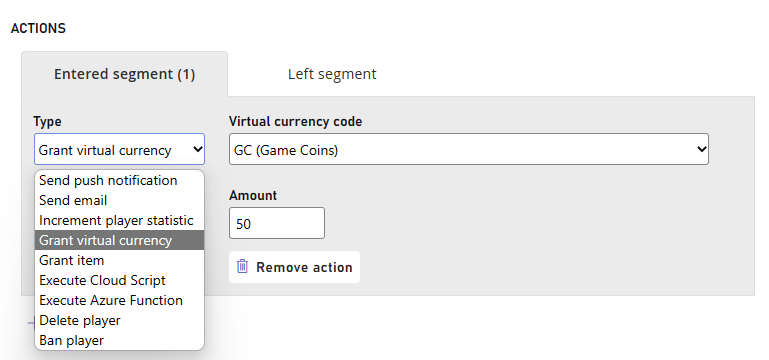 ACTIONS
Entered segment (1)
Left segment
Type
Virtual currency code
Grant virtual currency
GC (Game Coins)
Send push notification
Send email
Increment player statistic
Grant virtual currency
Grant item
Execute Cloud Script
Execute Azure Function
Delete player
Ban player
Amount
50
Remove action